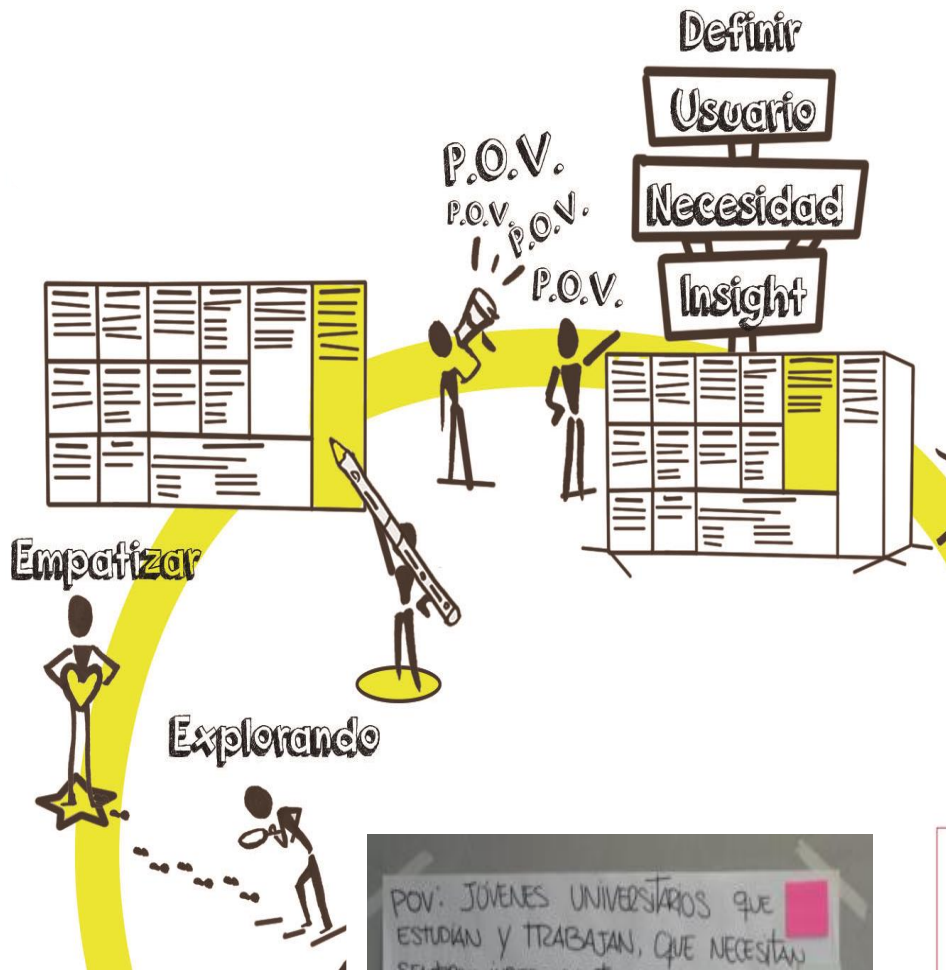 Definir
Usuario
Necesidad
Insight
P.O.V.
P.O.V.
P.O.V.
P.O.V.
Empatizar
Explorando
POV: JÓVENES UNIVERSITARIOS QUE
ESTUDIAN Y TRABAJAN, QUE NECESITAN